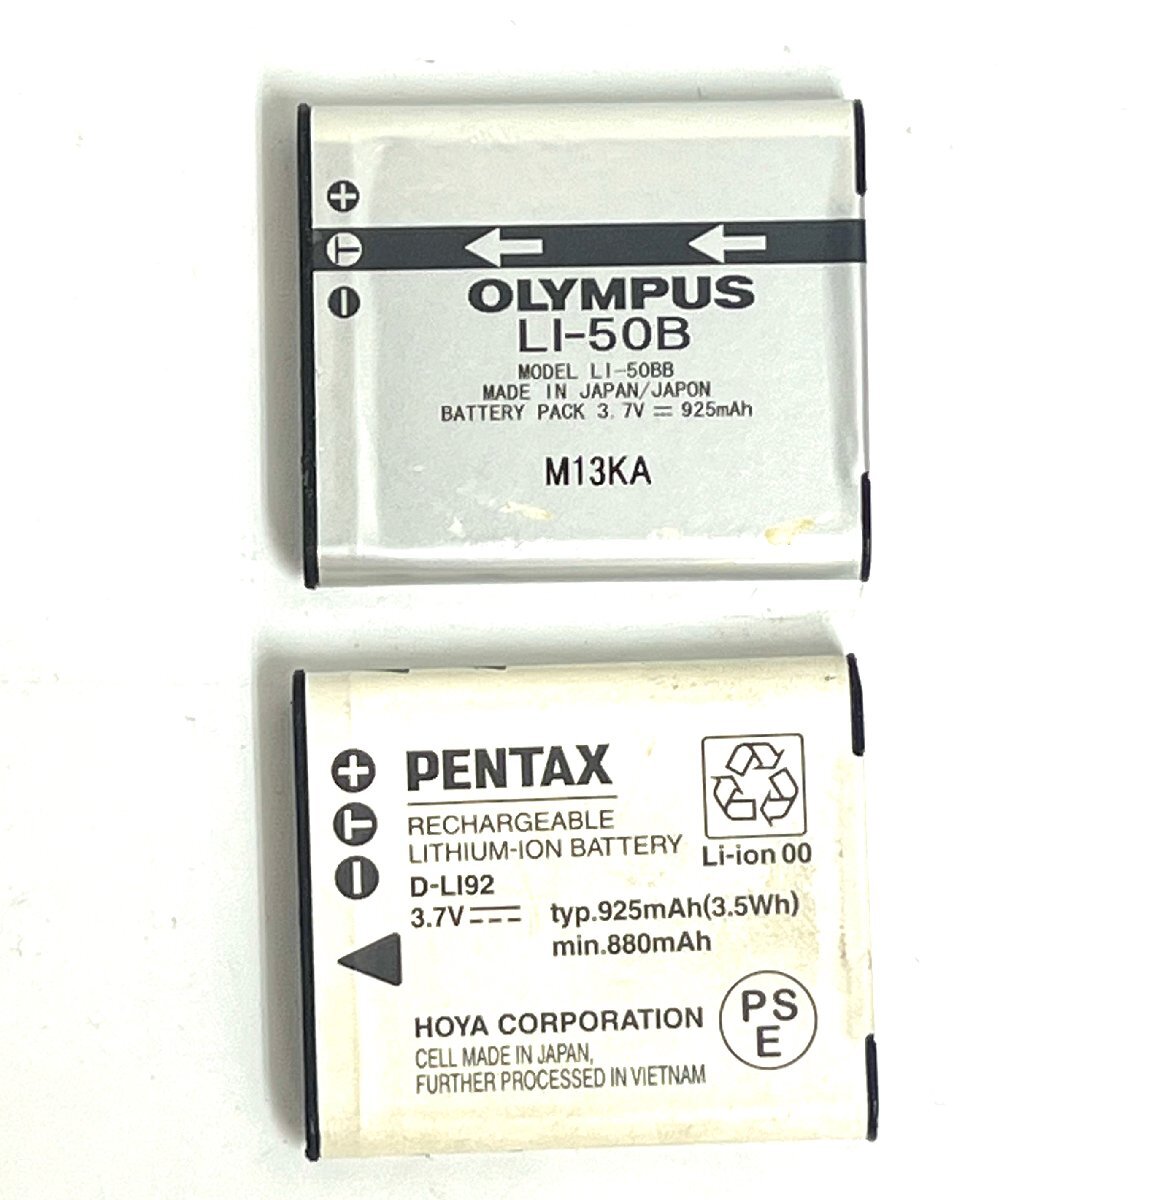 OLYMPUS
LI-50B
MODEL LI-50BB
MADE IN JAPAN/JAPON
BATTERY PACK 3.7V 925mAh
M13KA
PENTAX
RECHARGEABLE
LITHIUM-ION BATTERY
Li-ion 00
D-LI92
3.7V typ.925mAh(3.5Wh)
min.880mAh
HOYA CORPORATION
PS
E
CELL MADE IN JAPAN,
FURTHER PROCESSED IN VIETNAM